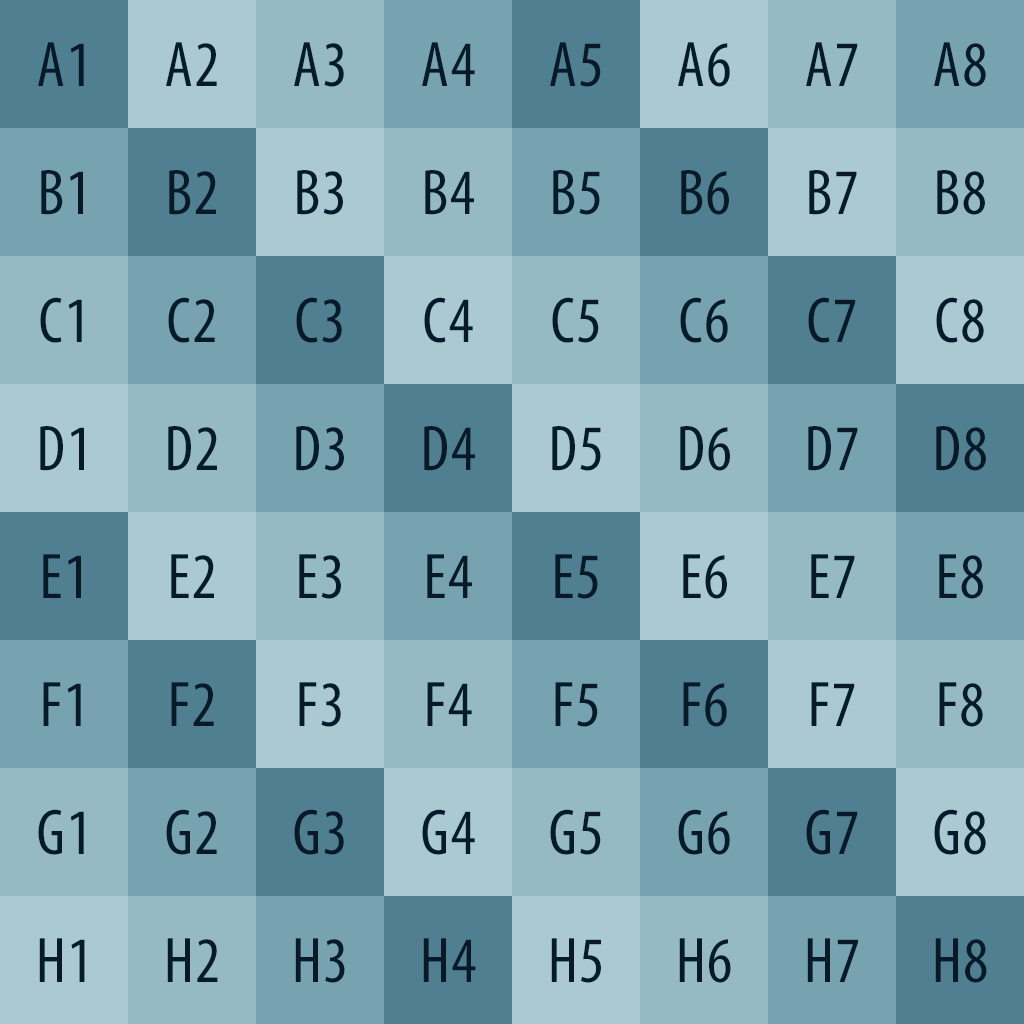 A1 A2 A3 A4 A5 A6 A7 A8
B1 B2 B3 B4 B5 B6 B7 B8
C1 C2 C3 C4 C5 C6 C7 C8
D1 D2 D3 D4 D5 D6 D7 D8
E1 E2 E3 E4 E5 E6 E7 E8
F1 F2 F3 F4 F5 F6 F7 F8
G1 G2 G3 G4 G5 G6 G7 G8
H1 H2 H3 H4 H5 H6 H7 H8